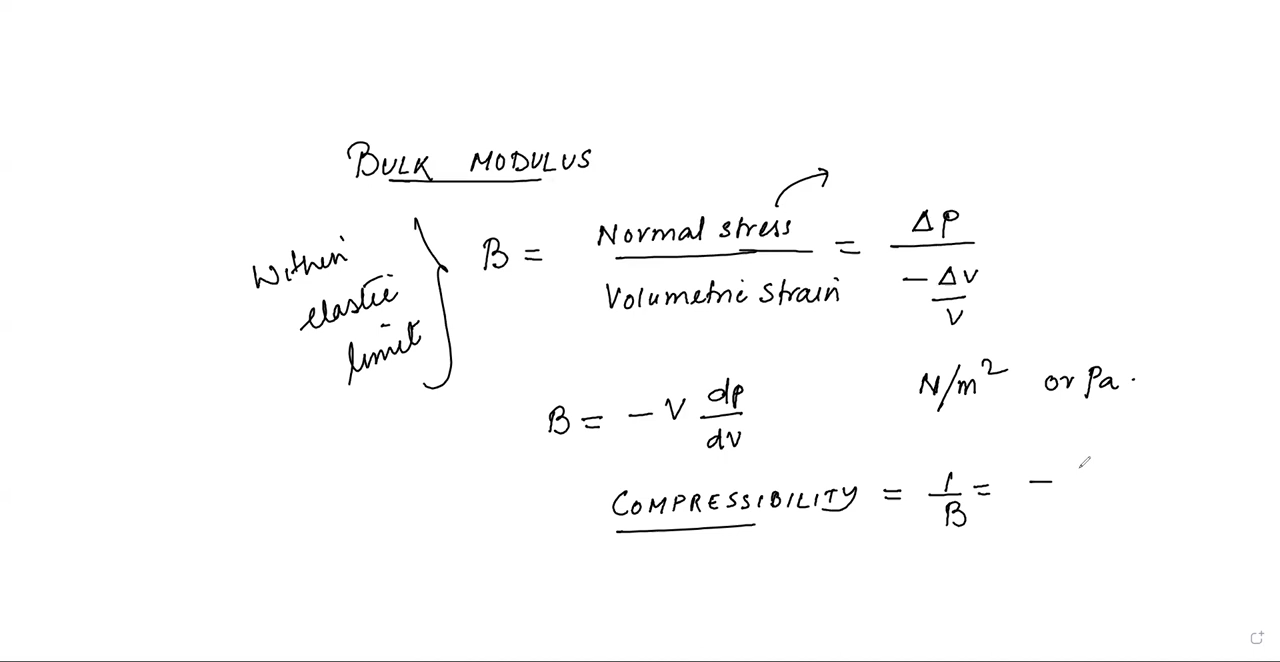 BULK MODULUS
Within elastic limit } B = Normal stress / Volumetric Strain = ΔP / (-ΔV / V)
N/m² or Pa.
B = - V dp/dv
COMPRESSIBILITY = 1/B = -